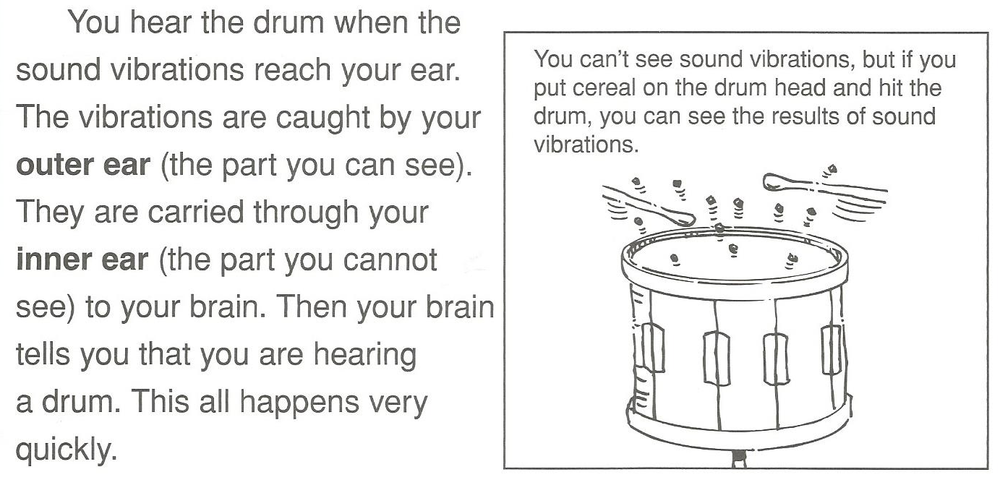 You hear the drum when the
sound vibrations reach your ear.
The vibrations are caught by your
outer ear (the part you can see).
They are carried through your
inner ear (the part you cannot
see) to your brain. Then your brain
tells you that you are hearing
a drum. This all happens very
quickly.
You can't see sound vibrations, but if you
put cereal on the drum head and hit the
drum, you can see the results of sound
vibrations.